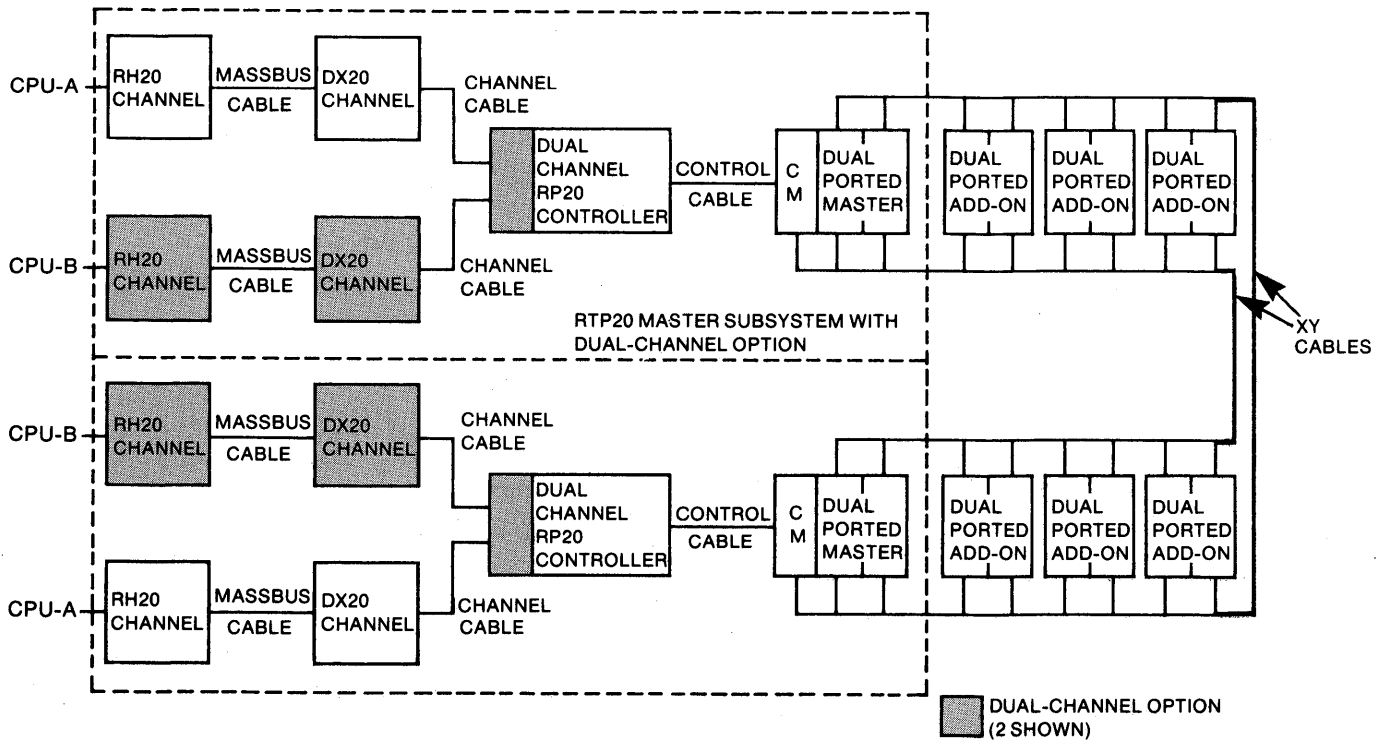 CPU-A
RH20
CHANNEL
MASSBUS
CABLE
DX20
CHANNEL
CHANNEL
CABLE
DUAL
CHANNEL
RP20
CONTROLLER
CONTROL
CABLE
C
M
DUAL
PORTED
MASTER
DUAL
PORTED
ADD-ON
DUAL
PORTED
ADD-ON
DUAL
PORTED
ADD-ON
CPU-B
RH20
CHANNEL
MASSBUS
CABLE
DX20
CHANNEL
CHANNEL
CABLE
RTP20 MASTER SUBSYSTEM WITH
DUAL-CHANNEL OPTION
XY
CABLES
CPU-B
RH20
CHANNEL
MASSBUS
CABLE
DX20
CHANNEL
CHANNEL
CABLE
DUAL
CHANNEL
RP20
CONTROLLER
CONTROL
CABLE
C
M
DUAL
PORTED
MASTER
DUAL
PORTED
ADD-ON
DUAL
PORTED
ADD-ON
DUAL
PORTED
ADD-ON
CPU-A
RH20
CHANNEL
MASSBUS
CABLE
DX20
CHANNEL
CHANNEL
CABLE
DUAL-CHANNEL OPTION
(2 SHOWN)